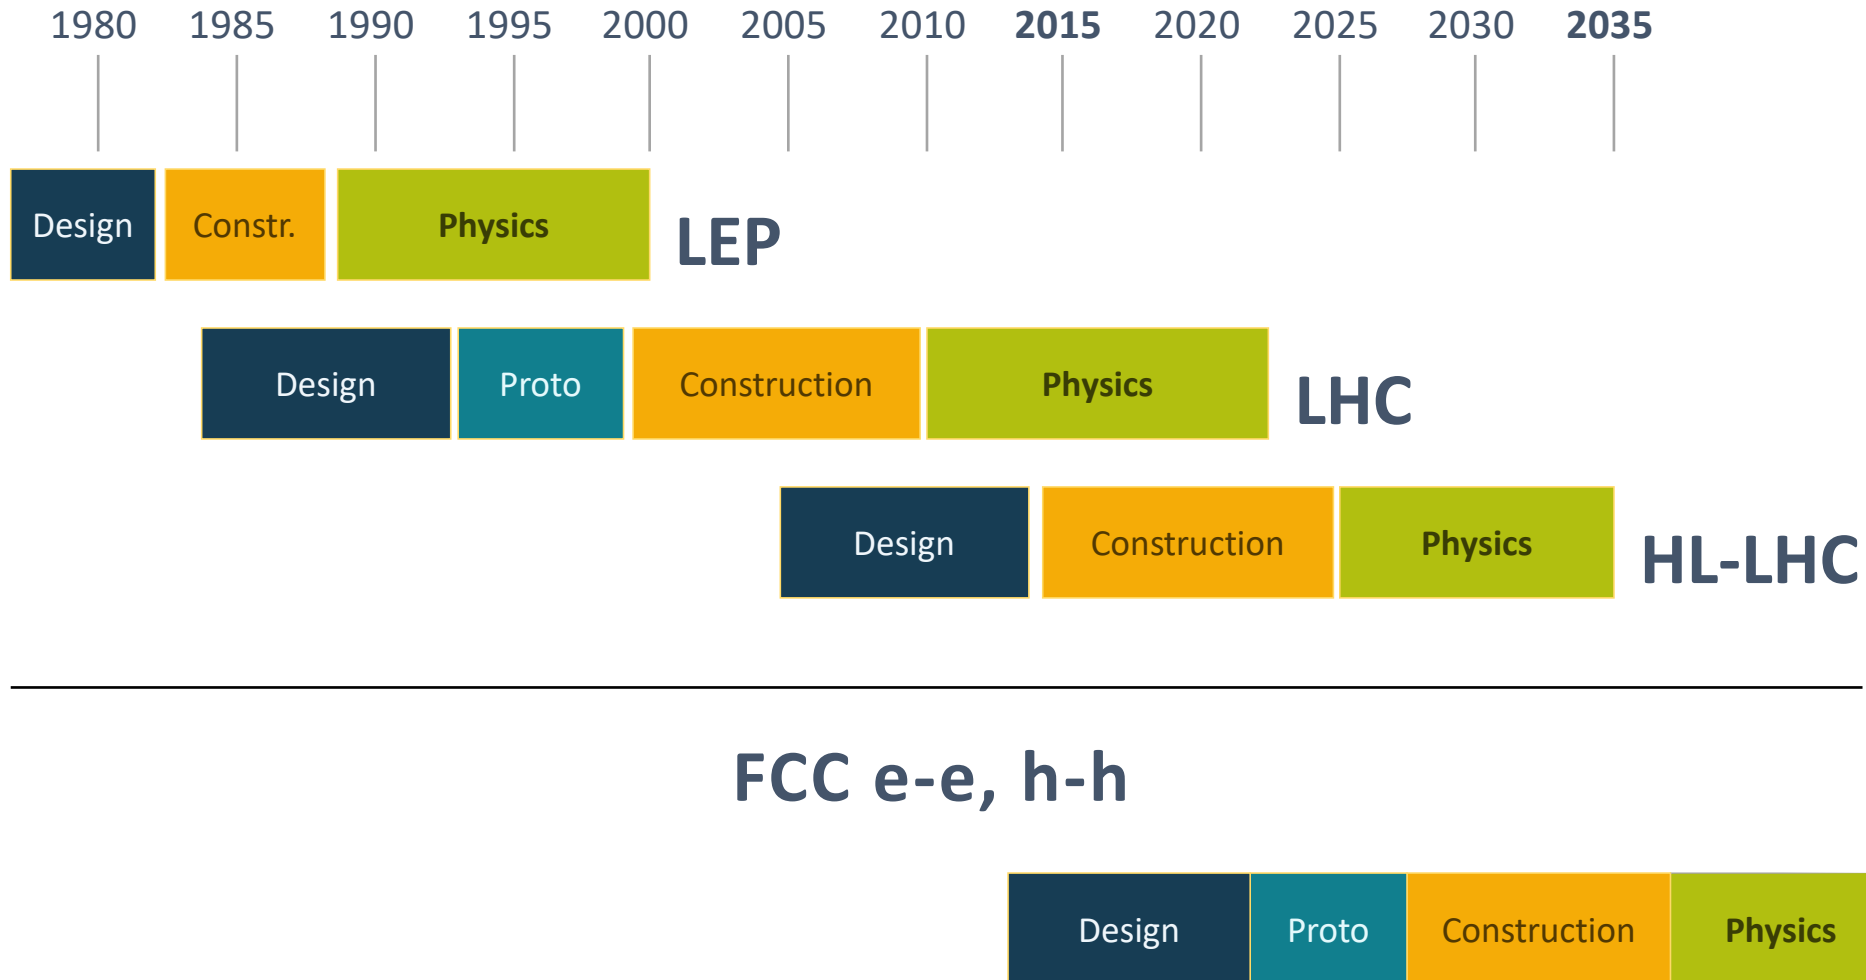 1980 1985 1990 1995 2000 2005 2010 2015 2020 2025 2030 2035
Design Constr. Physics LEP
Design Proto Construction Physics LHC
Design Construction Physics HL-LHC
FCC e-e, h-h
Design Proto Construction Physics